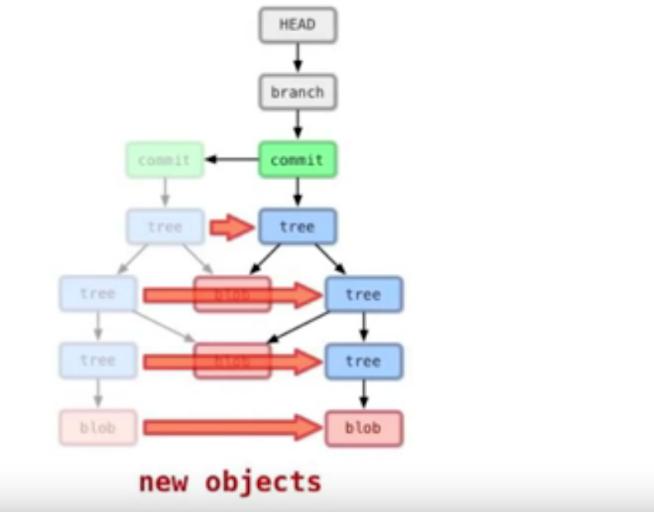 HEAD
branch
commit commit
tree tree
tree blob tree
tree blob tree
blob blob
new objects